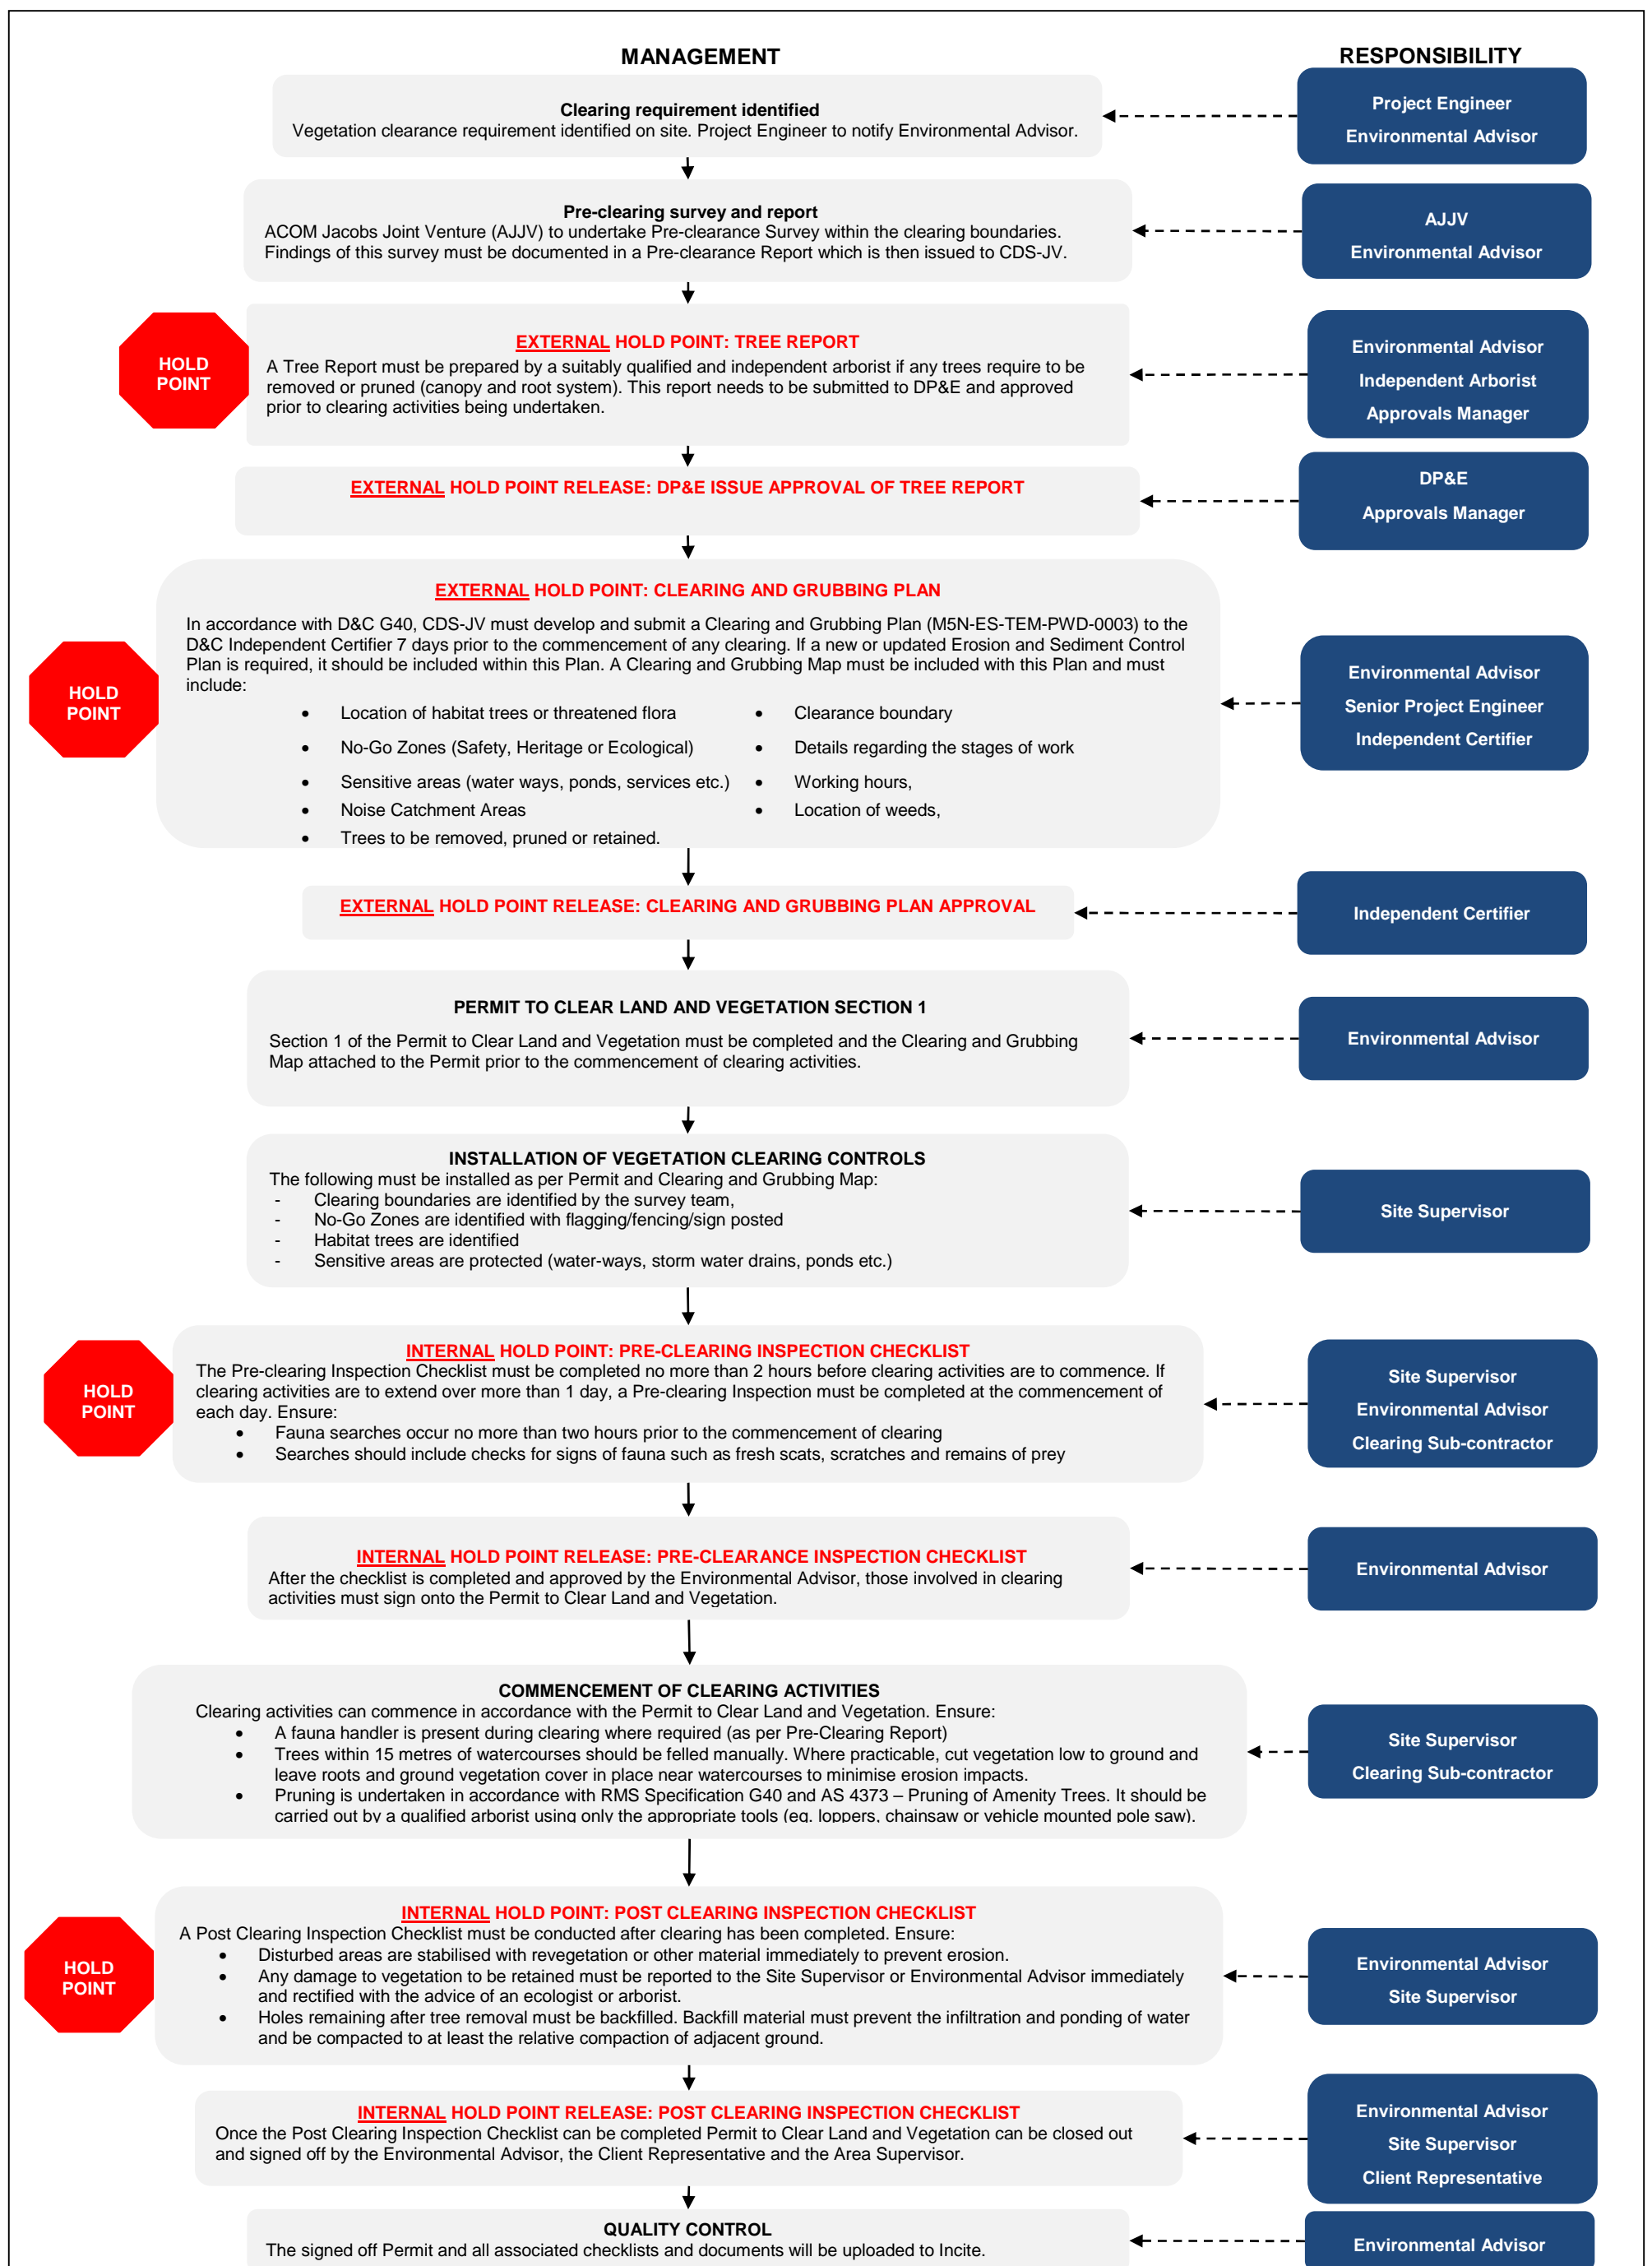 MANAGEMENT
RESPONSIBILITY
Clearing requirement identified
Vegetation clearance requirement identified on site. Project Engineer to notify Environmental Advisor.
Project Engineer
Environmental Advisor
Pre-clearing survey and report
ACOM Jacobs Joint Venture (AJJV) to undertake Pre-clearance Survey within the clearing boundaries.
Findings of this survey must be documented in a Pre-clearance Report which is then issued to CDS-JV.
AJJV
Environmental Advisor
HOLD
POINT
EXTERNAL HOLD POINT: TREE REPORT
A Tree Report must be prepared by a suitably qualified and independent arborist if any trees require to be
removed or pruned (canopy and root system). This report needs to be submitted to DP&E and approved
prior to clearing activities being undertaken.
Environmental Advisor
Independent Arborist
Approvals Manager
EXTERNAL HOLD POINT RELEASE: DP&E ISSUE APPROVAL OF TREE REPORT
DP&E
Approvals Manager
HOLD
POINT
EXTERNAL HOLD POINT: CLEARING AND GRUBBING PLAN
In accordance with D&C G40, CDS-JV must develop and submit a Clearing and Grubbing Plan (M5N-ES-TEM-PWD-0003) to the
D&C Independent Certifier 7 days prior to the commencement of any clearing. If a new or updated Erosion and Sediment Control
Plan is required, it should be included within this Plan. A Clearing and Grubbing Map must be included with this Plan and must
include:
• Location of habitat trees or threatened flora
• No-Go Zones (Safety, Heritage or Ecological)
• Sensitive areas (water ways, ponds, services etc.)
• Noise Catchment Areas
• Trees to be removed, pruned or retained.
• Clearance boundary
• Details regarding the stages of work
• Working hours,
• Location of weeds,
Environmental Advisor
Senior Project Engineer
Independent Certifier
EXTERNAL HOLD POINT RELEASE: CLEARING AND GRUBBING PLAN APPROVAL
Independent Certifier
PERMIT TO CLEAR LAND AND VEGETATION SECTION 1
Section 1 of the Permit to Clear Land and Vegetation must be completed and the Clearing and Grubbing
Map attached to the Permit prior to the commencement of clearing activities.
Environmental Advisor
INSTALLATION OF VEGETATION CLEARING CONTROLS
The following must be installed as per Permit and Clearing and Grubbing Map:
- Clearing boundaries are identified by the survey team,
- No-Go Zones are identified with flagging/fencing/sign posted
- Habitat trees are identified
- Sensitive areas are protected (water-ways, storm water drains, ponds etc.)
Site Supervisor
HOLD
POINT
INTERNAL HOLD POINT: PRE-CLEARING INSPECTION CHECKLIST
The Pre-clearing Inspection Checklist must be completed no more than 2 hours before clearing activities are to commence. If
clearing activities are to extend over more than 1 day, a Pre-clearing Inspection must be completed at the commencement of
each day. Ensure:
• Fauna searches occur no more than two hours prior to the commencement of clearing
• Searches should include checks for signs of fauna such as fresh scats, scratches and remains of prey
Site Supervisor
Environmental Advisor
Clearing Sub-contractor
INTERNAL HOLD POINT RELEASE: PRE-CLEARANCE INSPECTION CHECKLIST
After the checklist is completed and approved by the Environmental Advisor, those involved in clearing
activities must sign onto the Permit to Clear Land and Vegetation.
Environmental Advisor
COMMENCEMENT OF CLEARING ACTIVITIES
Clearing activities can commence in accordance with the Permit to Clear Land and Vegetation. Ensure:
• A fauna handler is present during clearing where required (as per Pre-Clearing Report)
• Trees within 15 metres of watercourses should be felled manually. Where practicable, cut vegetation low to ground and
leave roots and ground vegetation cover in place near watercourses to minimise erosion impacts.
• Pruning is undertaken in accordance with RMS Specification G40 and AS 4373 – Pruning of Amenity Trees. It should be
carried out by a qualified arborist using only the appropriate tools (eg. loppers, chainsaw or vehicle mounted pole saw).
Site Supervisor
Clearing Sub-contractor
HOLD
POINT
INTERNAL HOLD POINT: POST CLEARING INSPECTION CHECKLIST
A Post Clearing Inspection Checklist must be conducted after clearing has been completed. Ensure:
• Disturbed areas are stabilised with revegetation or other material immediately to prevent erosion.
• Any damage to vegetation to be retained must be reported to the Site Supervisor or Environmental Advisor immediately
and rectified with the advice of an ecologist or arborist.
• Holes remaining after tree removal must be backfilled. Backfill material must prevent the infiltration and ponding of water
and be compacted to at least the relative compaction of adjacent ground.
Environmental Advisor
Site Supervisor
INTERNAL HOLD POINT RELEASE: POST CLEARING INSPECTION CHECKLIST
Once the Post Clearing Inspection Checklist can be completed Permit to Clear Land and Vegetation can be closed out
and signed off by the Environmental Advisor, the Client Representative and the Area Supervisor.
Environmental Advisor
Site Supervisor
Client Representative
QUALITY CONTROL
The signed off Permit and all associated checklists and documents will be uploaded to Incite.
Environmental Advisor